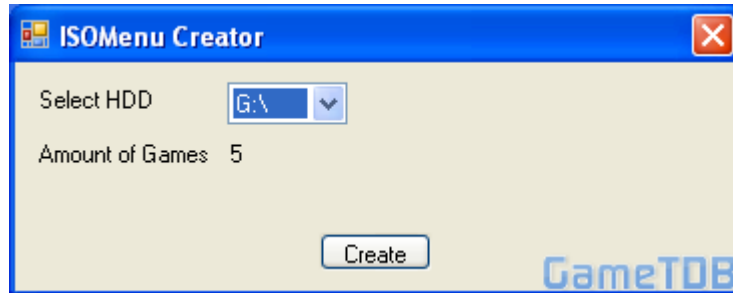 ISOMenu Creator
Select HDD G:\
Amount of Games 5
Create
GameTDB